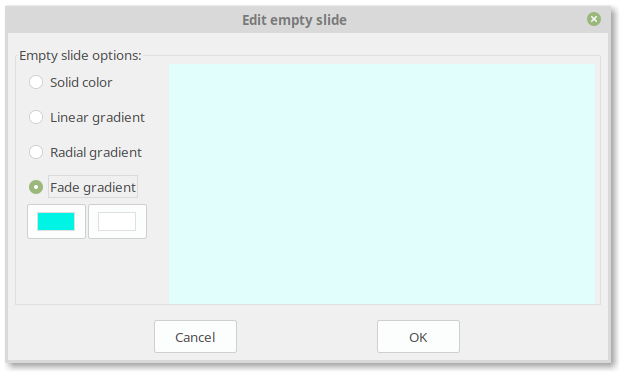 Edit empty slide
Empty slide options:
Solid color
Linear gradient
Radial gradient
Fade gradient
Cancel
OK